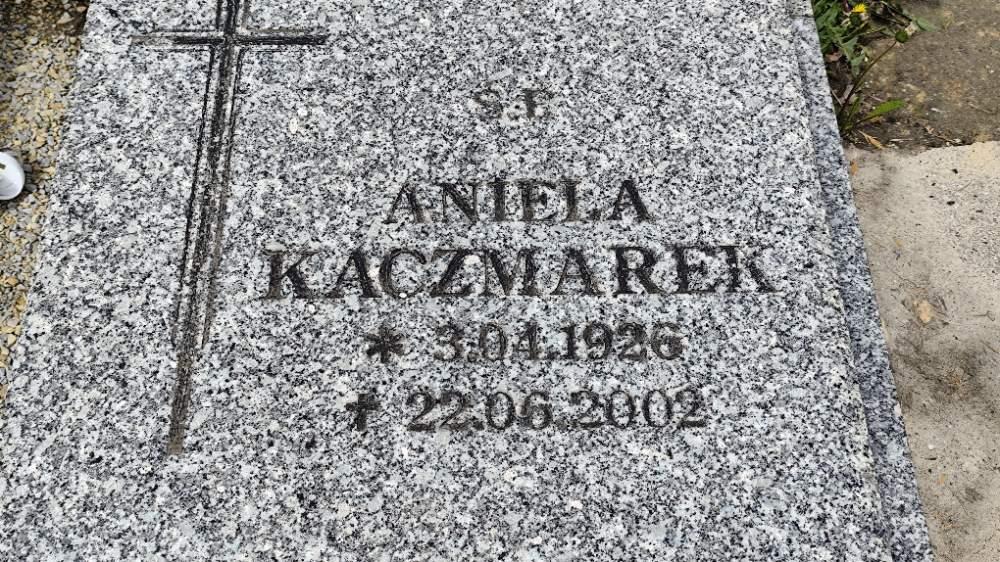 Ś.P.
ANIELA
KACZMAREK
* 3.04.1926
✝ 22.06.2002